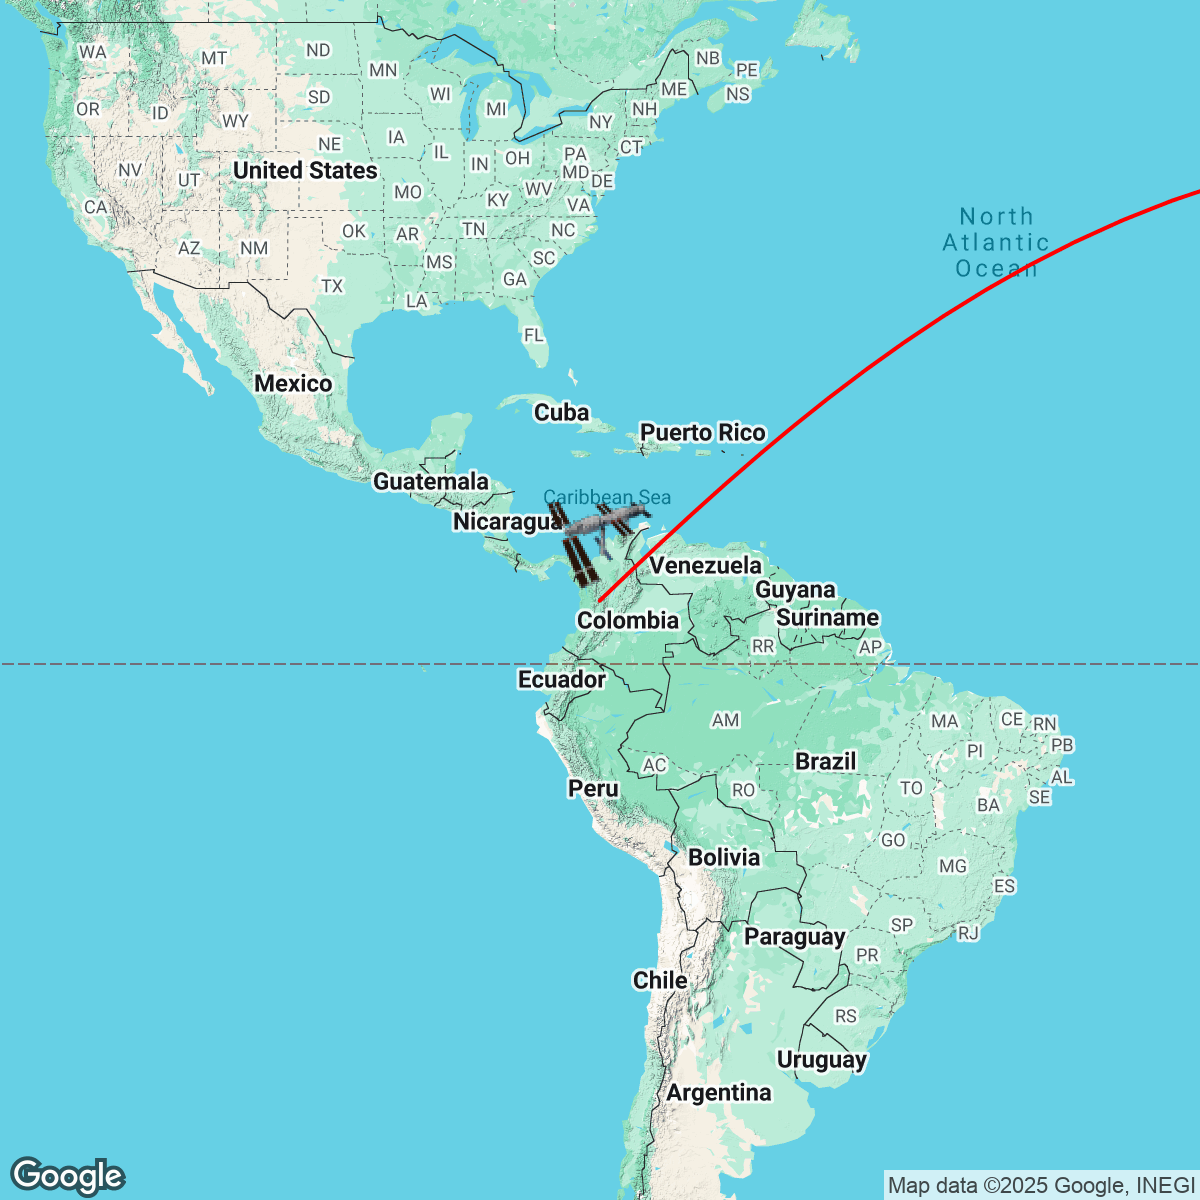 WA
MT
ND
MN
NB
PE
NS
ME
OR
ID
SD
WI
MI
NH
WY
NY
NE
IA
IL
IN
OH
PA
CT
NV
UT
United States
MD
DE
MO
KY
WV
VA
CA
OK
AR
TN
NC
AZ
NM
MS
SC
GA
TX
LA
FL
North
Atlantic
Ocean
Mexico
Cuba
Puerto Rico
Guatemala
Caribbean Sea
Nicaragua
Venezuela
Guyana
Suriname
Colombia
RR
AP
Ecuador
AM
MA
CE
RN
PI
PB
AC
Brazil
AL
Peru
RO
TO
SE
BA
GO
Bolivia
MG
ES
SP
RJ
Paraguay
PR
Chile
RS
Uruguay
Argentina
Google
Map data ©2025 Google, INEGI